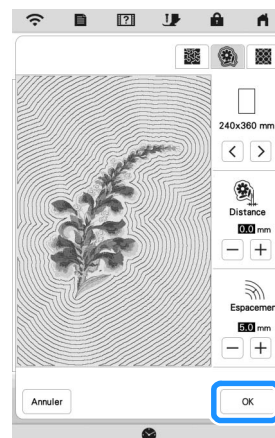 240x360 mm
Distance
0.0 mm
Espacemen
5.0 mm
Annuler
OK